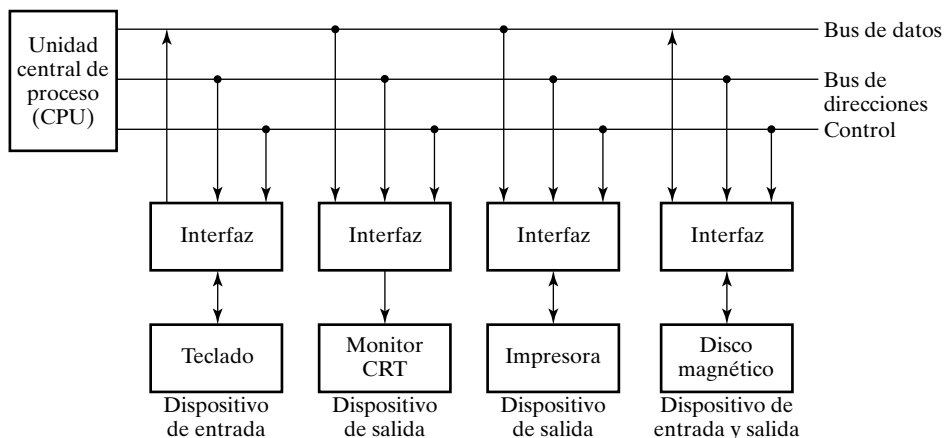 Unidad
central de
proceso
(CPU)
Bus de datos
Bus de
direcciones
Control
Interfaz
Interfaz
Interfaz
Interfaz
Teclado
Monitor
CRT
Impresora
Disco
magnético
Dispositivo
de entrada
Dispositivo
de salida
Dispositivo
de salida
Dispositivo de
entrada y salida